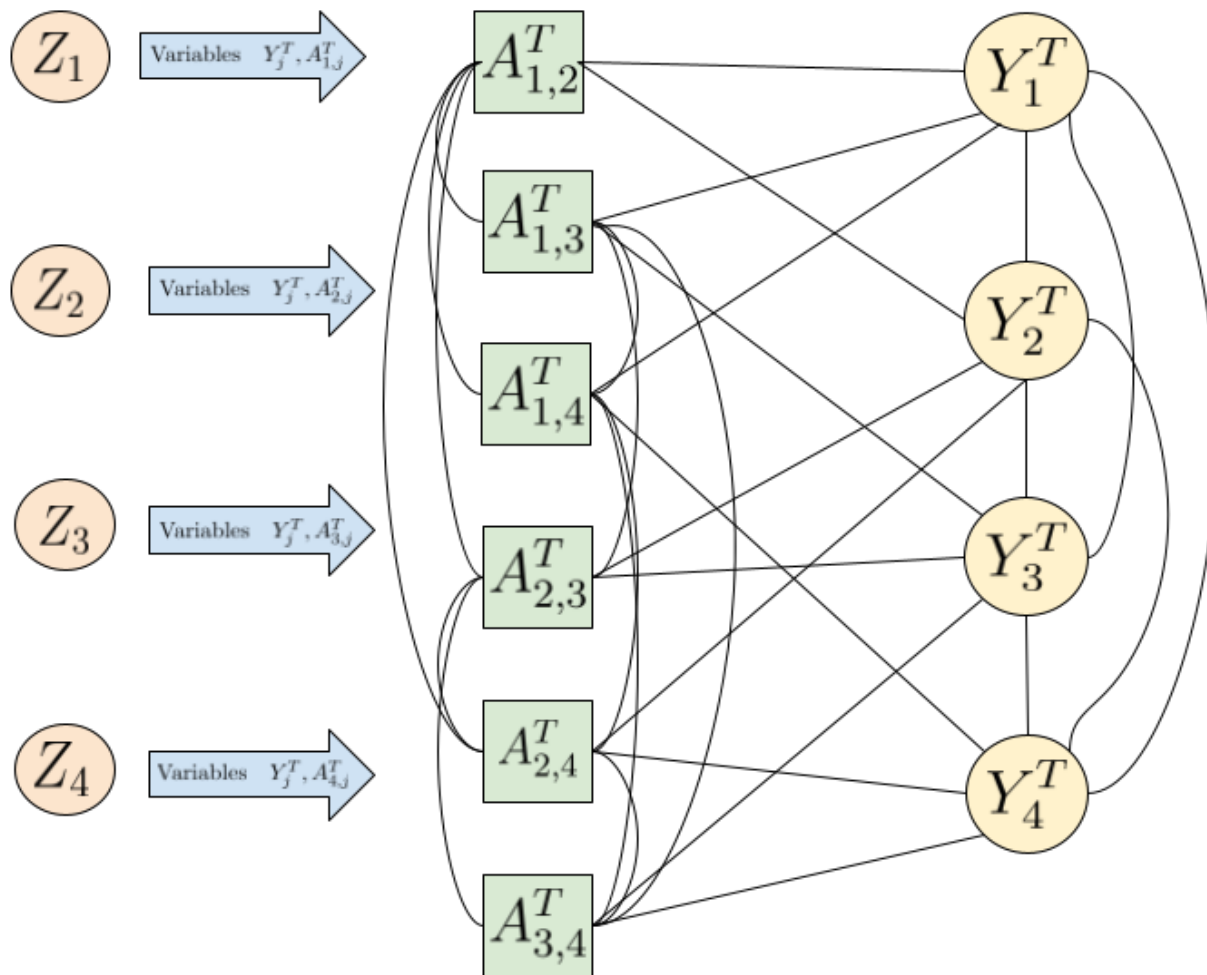 Z_1
Variables Y_j^T, A_{1,j}^T
A_{1,2}^T
Y_1^T
A_{1,3}^T
Z_2
Variables Y_j^T, A_{2,j}^T
Y_2^T
A_{1,4}^T
Z_3
Variables Y_j^T, A_{3,j}^T
A_{2,3}^T
Y_3^T
Z_4
Variables Y_j^T, A_{4,j}^T
A_{2,4}^T
Y_4^T
A_{3,4}^T